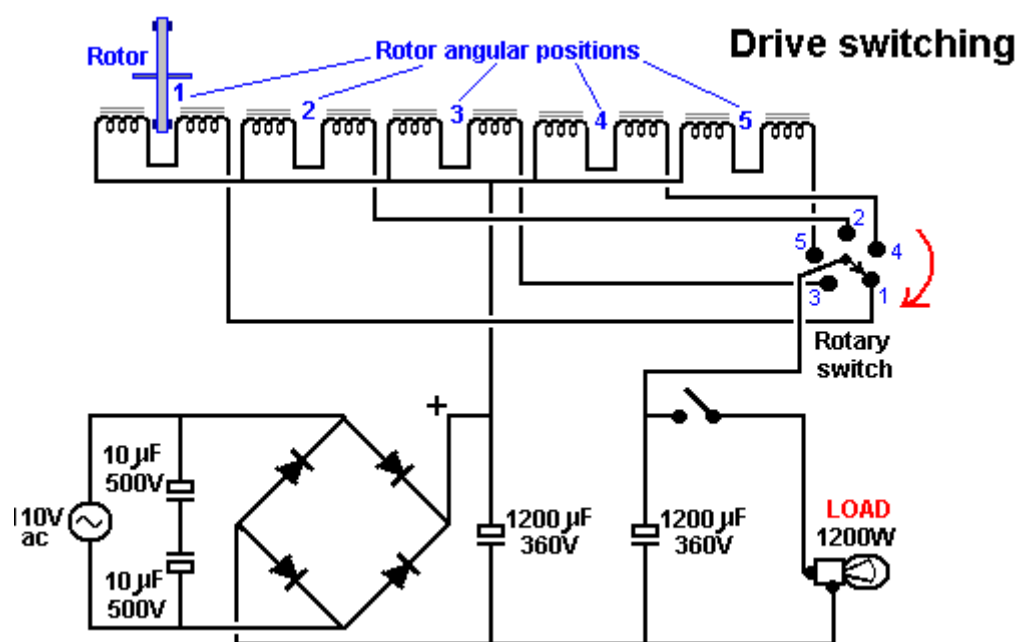 Drive switching
Rotor
Rotor angular positions
1
2
3
4
5
2
5
4
3
1
Rotary
switch
+
10 µF
500V
110V
ac
10 µF
500V
1200 µF
360V
1200 µF
360V
LOAD
1200W